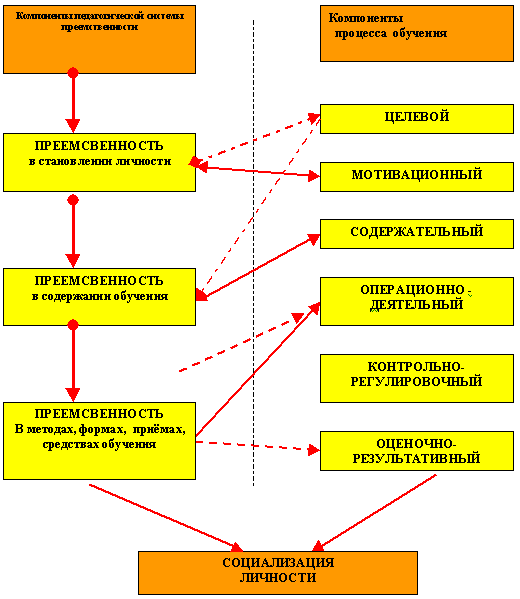 Компоненты педагогической системы
преемственности
Компоненты
процесса обучения
ПРЕЕМСВЕННОСТЬ
в становлении личности
ПРЕЕМСВЕННОСТЬ
в содержании обучения
ПРЕЕМСВЕННОСТЬ
В методах, формах, приёмах,
средствах обучения
ЦЕЛЕВОЙ
МОТИВАЦИОННЫЙ
СОДЕРЖАТЕЛЬНЫЙ
ОПЕРАЦИОННО -
ДЕЯТЕЛЬНЫЙ
КОНТРОЛЬНО-
РЕГУЛИРОВОЧНЫЙ
ОЦЕНОЧНО-
РЕЗУЛЬТАТИВНЫЙ
СОЦИАЛИЗАЦИЯ
ЛИЧНОСТИ